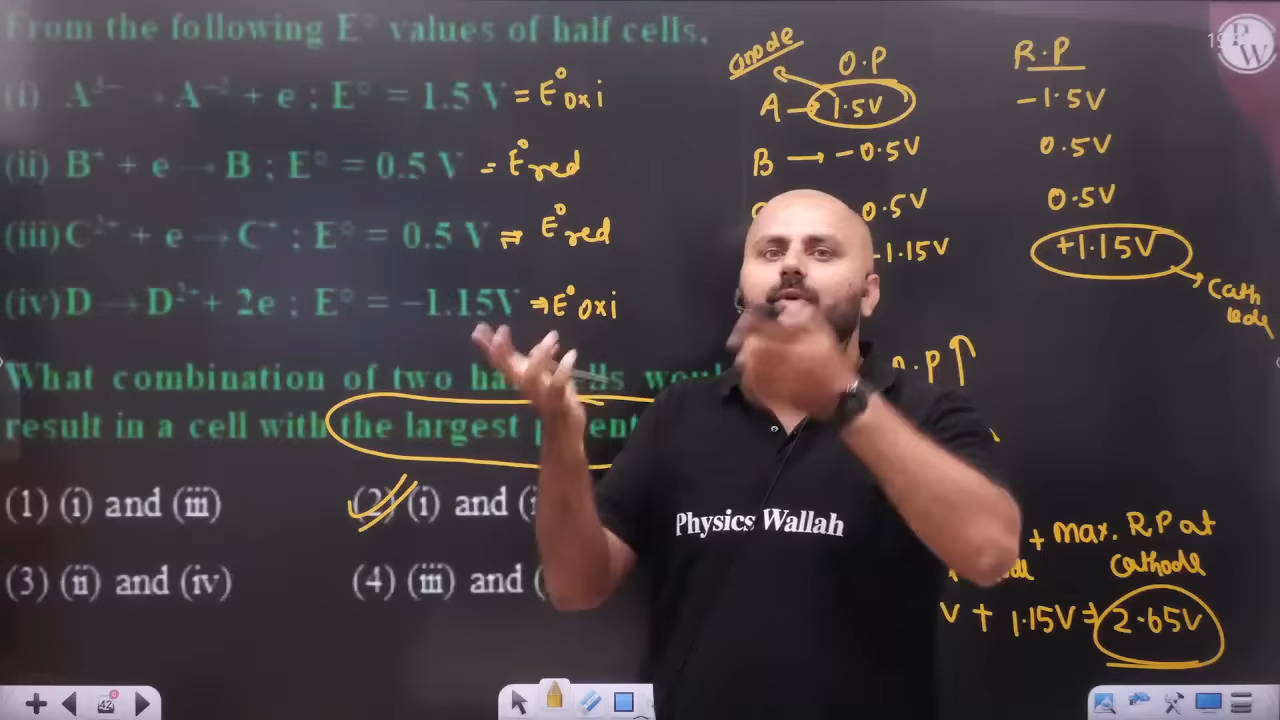 From the following E° values of half cells.
(i) A → A⁻² + e ; E° = 1.5 V = E°oxi
(ii) B⁺ + e → B ; E° = 0.5 V = E°red
(iii) C²⁺ + e → C⁺ ; E° = 0.5 V ⇒ E°red
(iv) D → D²⁺ + 2e ; E° = −1.15V ⇒ E°oxi
What combination of two
result in a cell with the largest
(1) (i) and (iii)
(2) (i) and
(3) (ii) and (iv)
(4) (iii) and
anode
O.P
R.P
A → 1.5V
−1.5V
B → −0.5V
0.5V
0.5V
0.5V
−1.15V
+1.15V
Cathode
P ↑
+ max. R.P at
cathode
V + 1.15V ⇒ 2.65V
Physics Wallah
PW
42